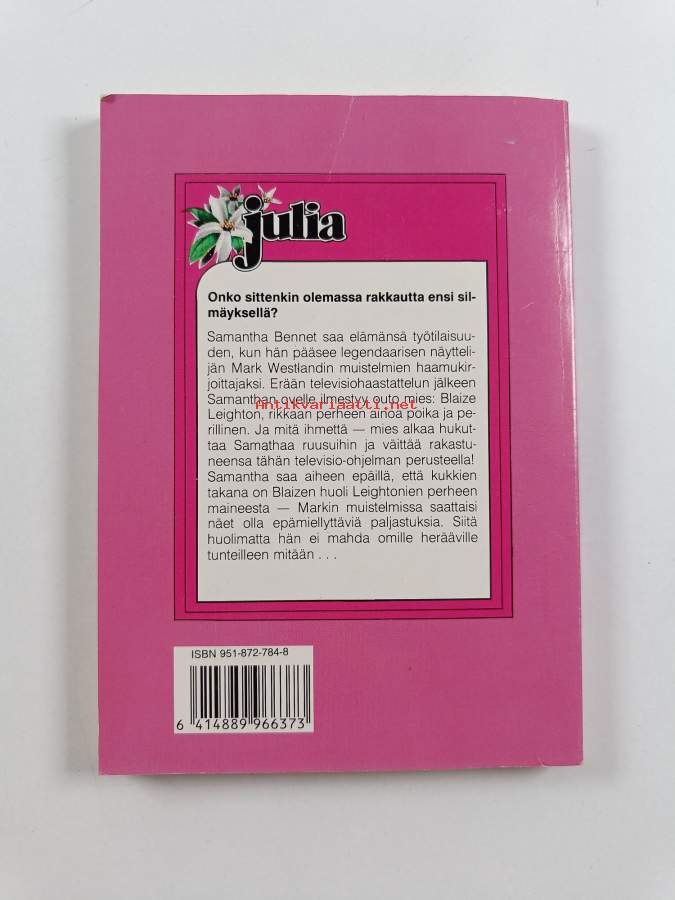 julia
Onko sittenkin olemassa rakkautta ensi sil-
mäyksellä?
Samantha Bennet saa elämänsä työtilaisuu-
den, kun hän pääsee legendaarisen näytteli-
jän Mark Westlandin muistelmien haamukir-
joittajaksi. Erään televisiohaastattelun jälkeen
Samanthan ovelle ilmestyy outo mies: Blaize
Leighton, rikkaan perheen ainoa poika ja pe-
rillinen. Ja mitä ihmettä — mies alkaa hukut-
taa Samathaa ruusuihin ja väittää rakastu-
neensa tähän televisio-ohjelman perusteella!
Samantha saa aiheen epäillä, että kukkien
takana on Blaizen huoli Leightonien perheen
maineesta — Markin muistelmissa saattaisi
näet olla epämiellyttäviä paljastuksia. Siitä
huolimatta hän ei mahda omille herääville
tunteilleen mitään . . .
Antikvariaatti.net
ISBN 951-872-784-8
6 414889 966373